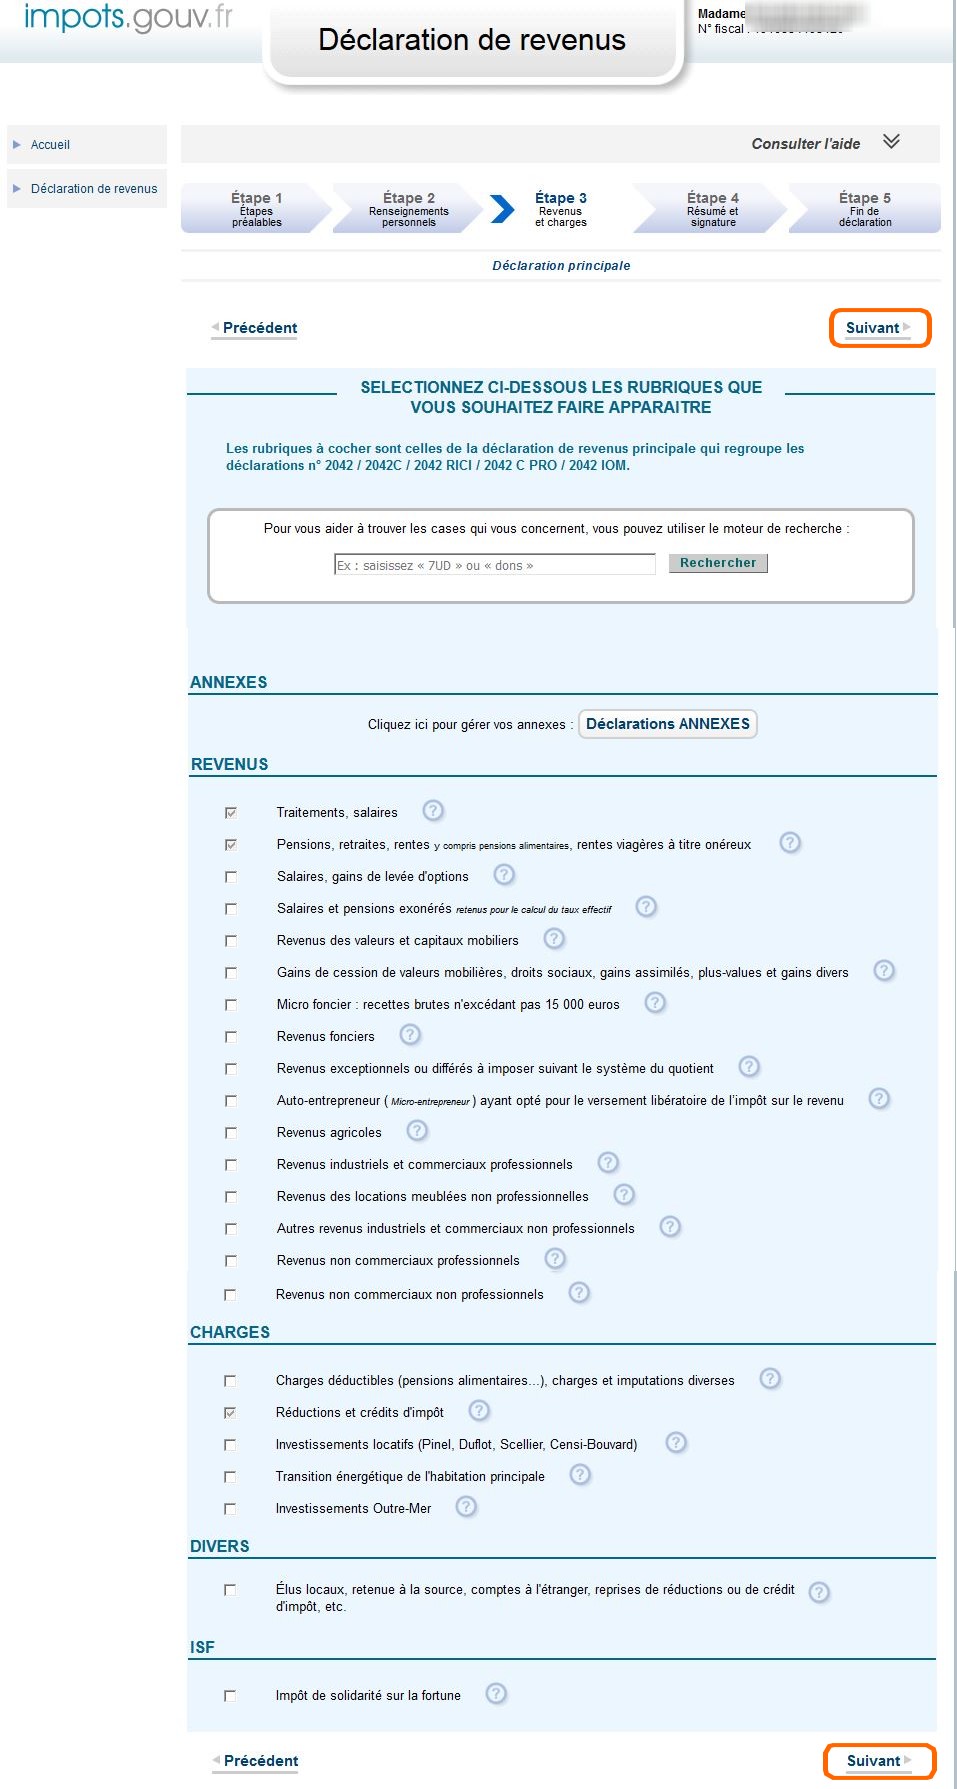 impots.gouv.fr
Déclaration de revenus
Madame
N° fiscal :
Accueil
Déclaration de revenus
Consulter l'aide
Étape 1
Étapes
préalables
Étape 2
Renseignements
personnels
Étape 3
Revenus
et charges
Étape 4
Résumé et
signature
Étape 5
Fin de
déclaration
Déclaration principale
Précédent
Suivant
SELECTIONNEZ CI-DESSOUS LES RUBRIQUES QUE
VOUS SOUHAITEZ FAIRE APPARAITRE
Les rubriques à cocher sont celles de la déclaration de revenus principale qui regroupe les
déclarations n° 2042 / 2042C / 2042 RICI / 2042 C PRO / 2042 IOM.
Pour vous aider à trouver les cases qui vous concernent, vous pouvez utiliser le moteur de recherche :
Ex : saisissez « 7UD » ou « dons »
Rechercher
ANNEXES
Cliquez ici pour gérer vos annexes : Déclarations ANNEXES
REVENUS
Traitements, salaires ?
Pensions, retraites, rentes y compris pensions alimentaires, rentes viagères à titre onéreux ?
Salaires, gains de levée d'options ?
Salaires et pensions exonérés retenus pour le calcul du taux effectif ?
Revenus des valeurs et capitaux mobiliers ?
Gains de cession de valeurs mobilières, droits sociaux, gains assimilés, plus-values et gains divers ?
Micro foncier : recettes brutes n'excédant pas 15 000 euros ?
Revenus fonciers ?
Revenus exceptionnels ou différés à imposer suivant le système du quotient ?
Auto-entrepreneur ( Micro-entrepreneur ) ayant opté pour le versement libératoire de l'impôt sur le revenu ?
Revenus agricoles ?
Revenus industriels et commerciaux professionnels ?
Revenus des locations meublées non professionnelles ?
Autres revenus industriels et commerciaux non professionnels ?
Revenus non commerciaux professionnels ?
Revenus non commerciaux non professionnels ?
CHARGES
Charges déductibles (pensions alimentaires...), charges et imputations diverses ?
Réductions et crédits d'impôt ?
Investissements locatifs (Pinel, Duflot, Scellier, Censi-Bouvard) ?
Transition énergétique de l'habitation principale ?
Investissements Outre-Mer ?
DIVERS
Élus locaux, retenue à la source, comptes à l'étranger, reprises de réductions ou de crédit ?
d'impôt, etc.
ISF
Impôt de solidarité sur la fortune ?
Précédent
Suivant